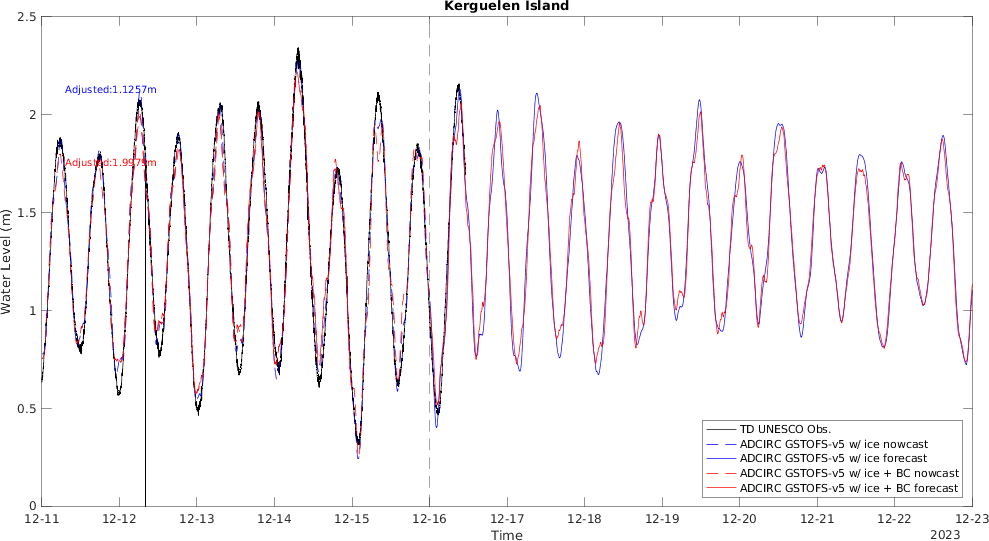 Kerguelen Island
2.5
2
1.5
1
0.5
0
Water Level (m)
Adjusted:1.1257m
TD UNESCO Obs.
ADCIRC GSTOFS-v5 w/ ice nowcast
ADCIRC GSTOFS-v5 w/ ice forecast
ADCIRC GSTOFS-v5 w/ ice + BC nowcast
ADCIRC GSTOFS-v5 w/ ice + BC forecast
12-11 12-12 12-13 12-14 12-15 12-16 12-17 12-18 12-19 12-20 12-21 12-22 12-23
Time
2023